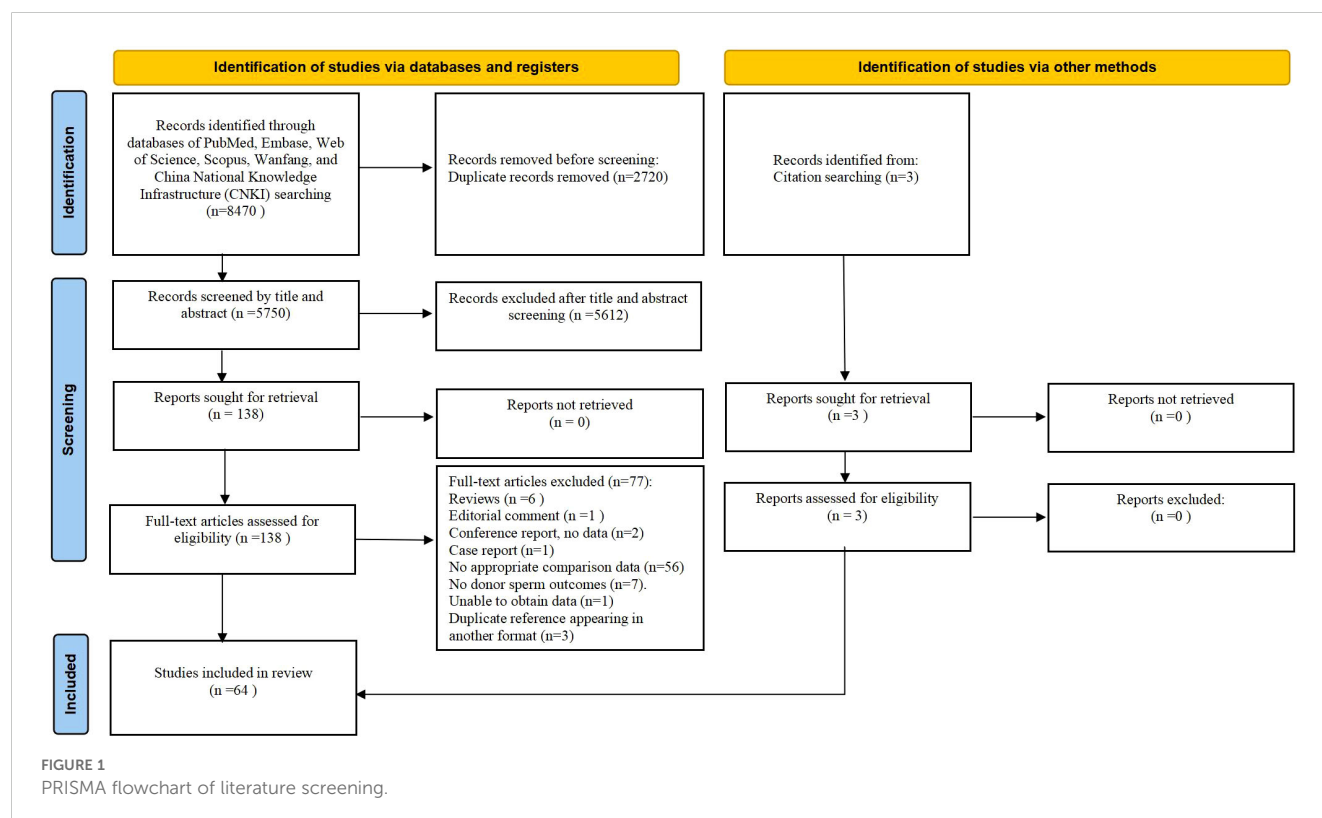 Identification of studies via databases and registers
Identification of studies via other methods
Identification
Records identified through
databases of PubMed, Embase, Web
of Science, Scopus, Wanfang, and
China National Knowledge
Infrastructure (CNKI) searching
(n=8470 )
Records removed before screening:
Duplicate records removed (n=2720)
Records identified from:
Citation searching (n=3)
Screening
Records screened by title and
abstract (n =5750)
Records excluded after title and abstract
screening (n =5612)
Reports sought for retrieval
(n = 138)
Reports not retrieved
(n = 0)
Reports sought for retrieval
(n =3 )
Reports not retrieved
(n =0 )
Full-text articles assessed for
eligibility (n =138 )
Full-text articles excluded (n=77):
Reviews (n =6 )
Editorial comment (n =1 )
Conference report, no data (n=2)
Case report (n=1)
No appropriate comparison data (n=56)
No donor sperm outcomes (n=7).
Unable to obtain data (n=1)
Duplicate reference appearing in
another format (n=3)
Reports assessed for eligibility
(n = 3)
Reports excluded:
(n =0 )
Included
Studies included in review
(n =64 )
FIGURE 1
PRISMA flowchart of literature screening.